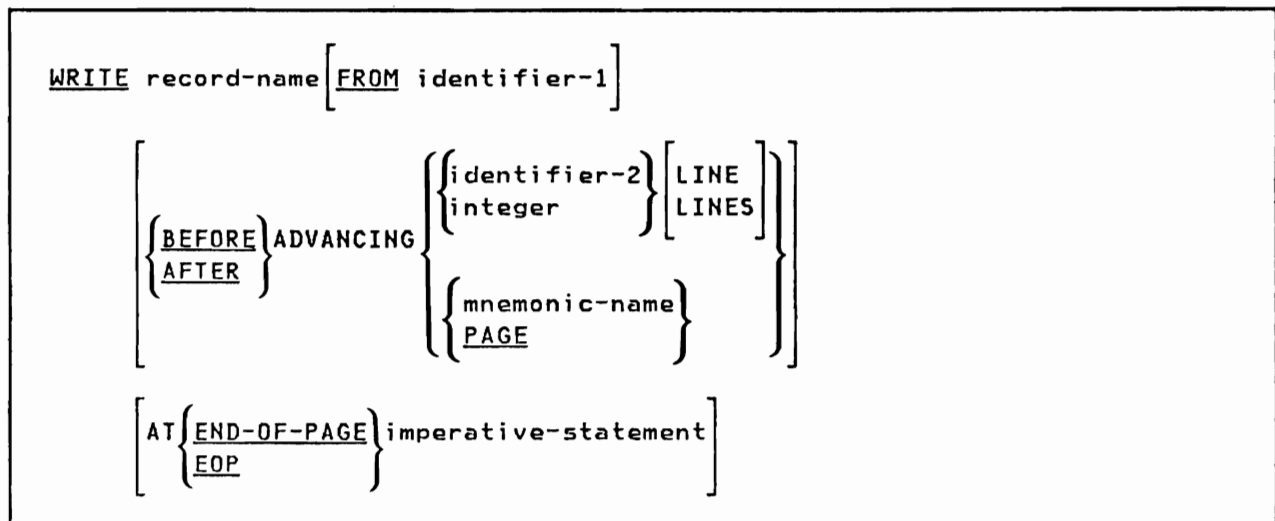 WRITE record-name [FROM identifier-1]
identifier-2 LINE
integer LINES
BEFORE ADVANCING
AFTER
mnemonic-name
PAGE
AT END-OF-PAGE imperative-statement
EOP